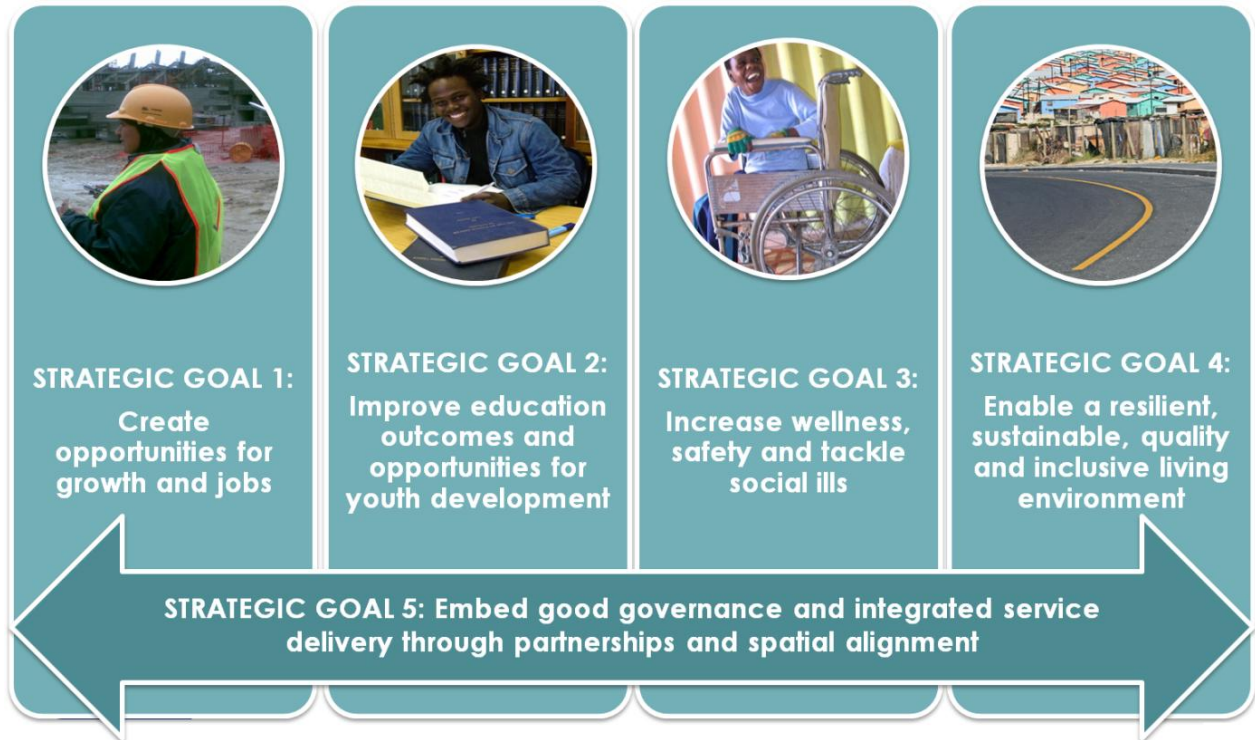 STRATEGIC GOAL 1:
Create
opportunities for
growth and jobs
STRATEGIC GOAL 2:
Improve education
outcomes and
opportunities for
youth development
STRATEGIC GOAL 3:
Increase wellness,
safety and tackle
social ills
STRATEGIC GOAL 4:
Enable a resilient,
sustainable, quality
and inclusive living
environment
STRATEGIC GOAL 5: Embed good governance and integrated service
delivery through partnerships and spatial alignment